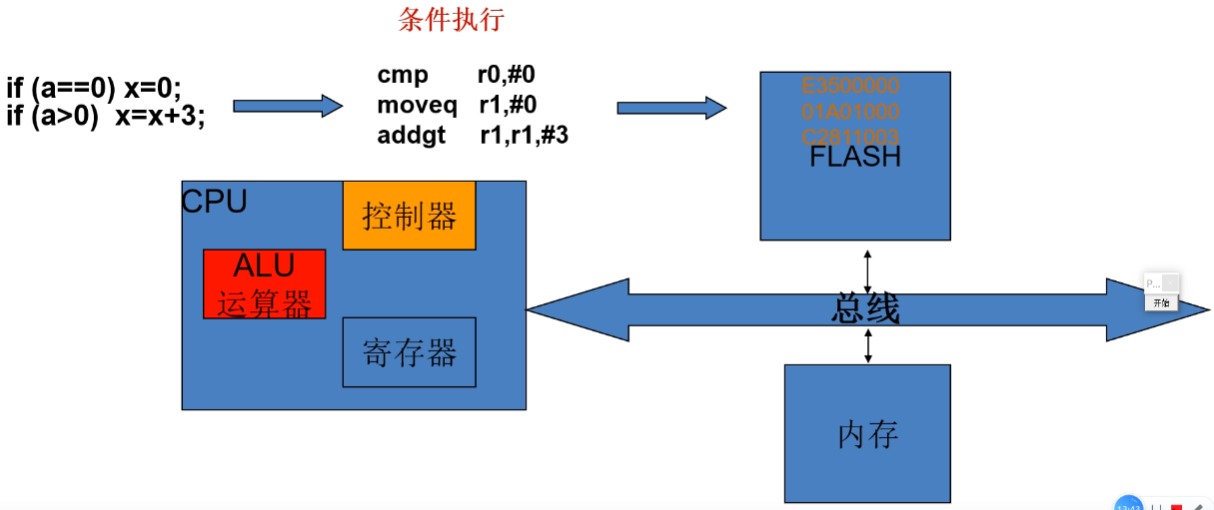 条件执行
if (a==0) x=0;
if (a>0) x=x+3;
cmp r0,#0
moveq r1,#0
addgt r1,r1,#3
E3500000
01A01000
C2811003
FLASH
CPU
控制器
ALU
运算器
寄存器
总线
P...
开始
内存
13:43